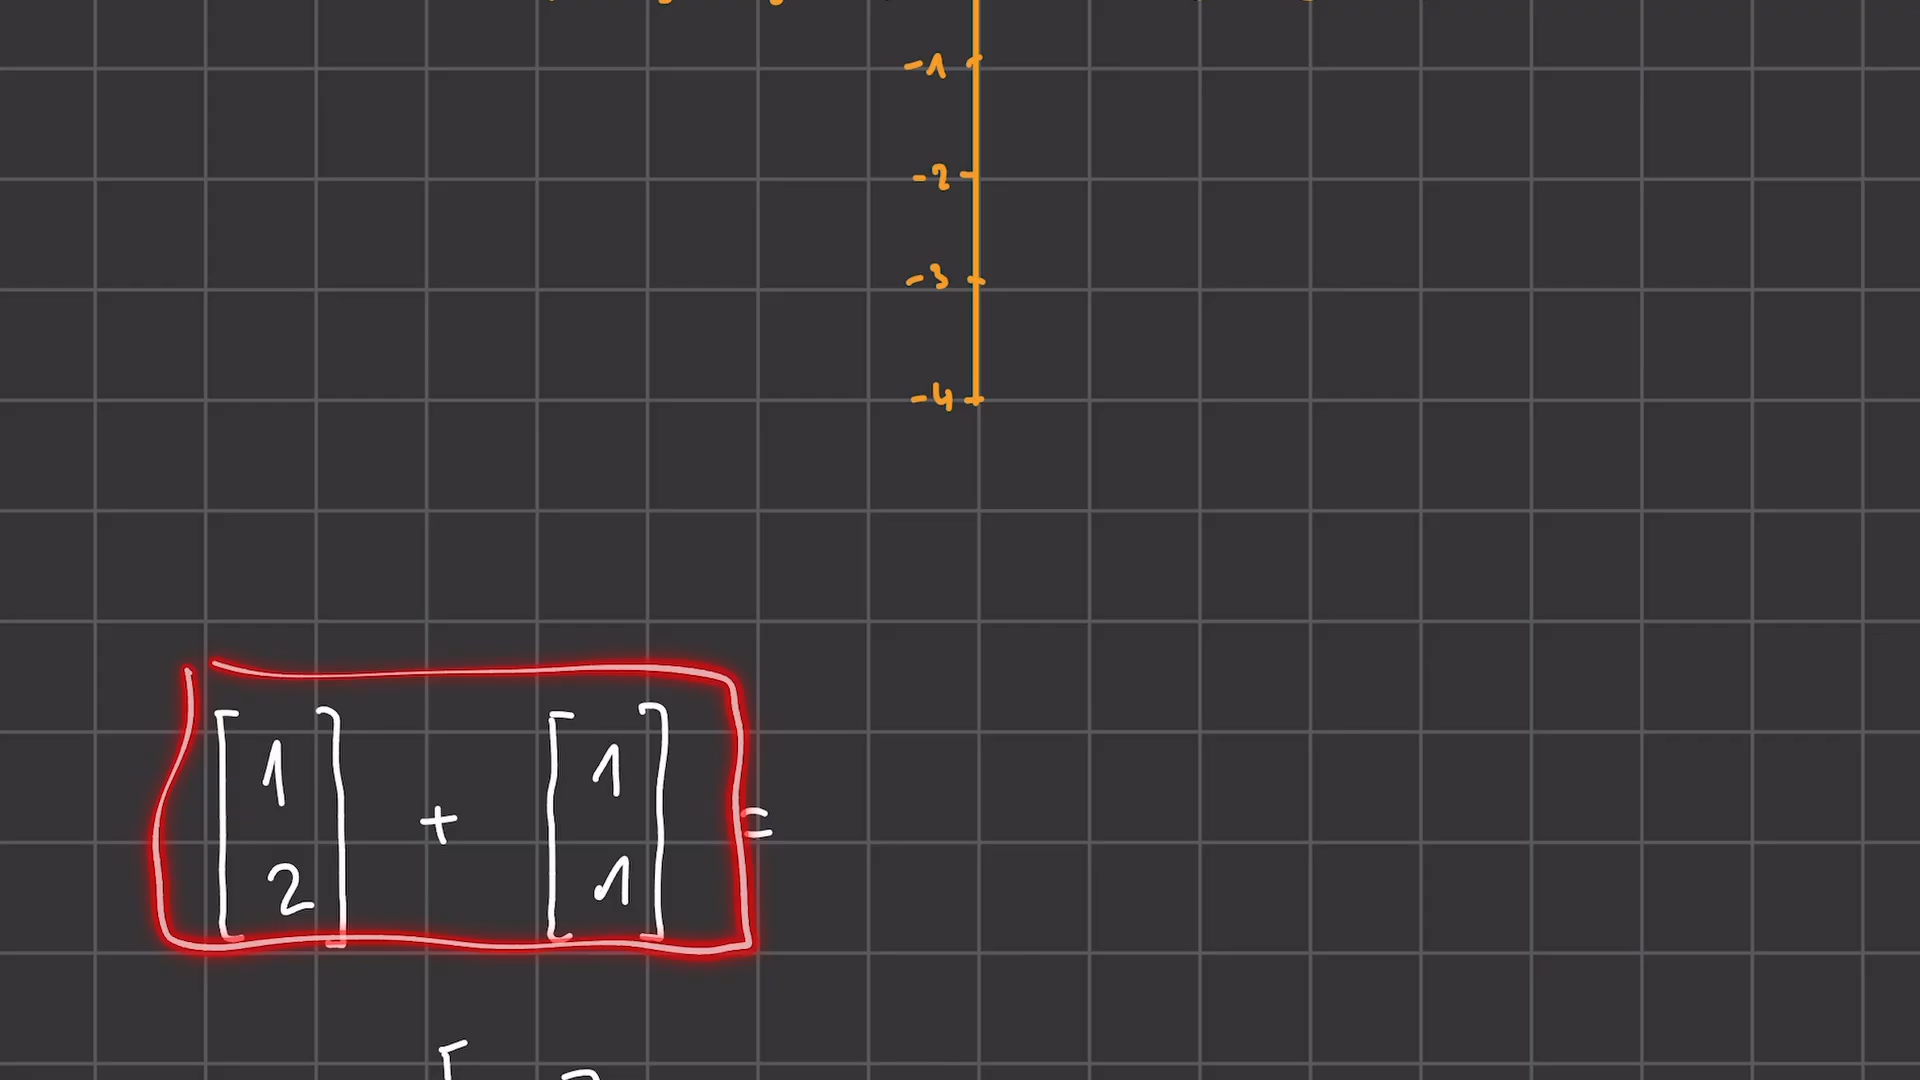 -1
-2
-3
-4
[1 2] + [1 1] =